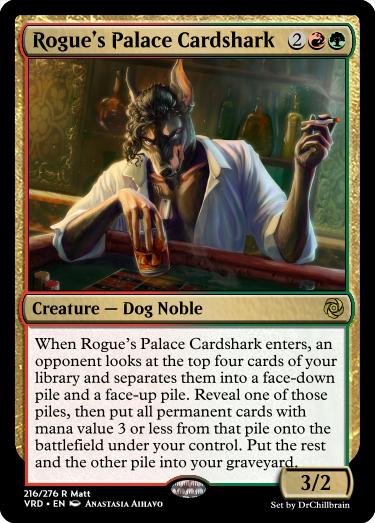 Rogue's Palace Cardshark 2
Creature — Dog Noble
When Rogue's Palace Cardshark enters, an
opponent looks at the top four cards of your
library and separates them into a face-down
pile and a face-up pile. Reveal one of those
piles, then put all permanent cards with
mana value 3 or less from that pile onto the
battlefield under your control. Put the rest
and the other pile into your graveyard.
3/2
216/276 R Matt
VRD • EN Anastasia Aihavo
Set by DrChillbrain